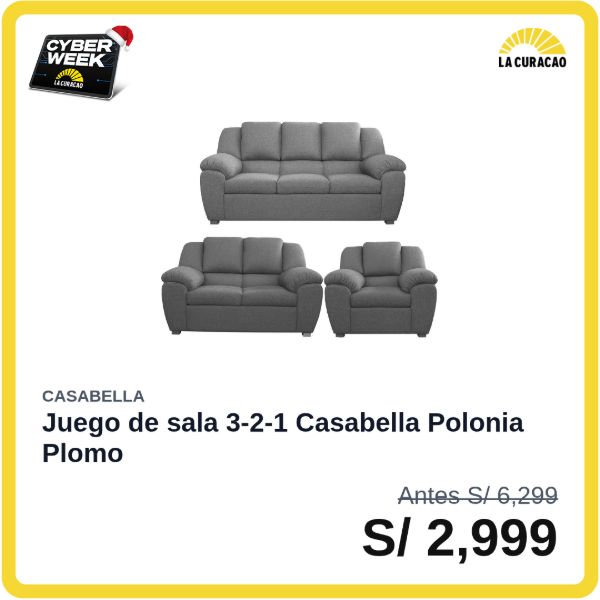 CYBER
WEEK
LA CURACAO
LA CURACAO
CASABELLA
Juego de sala 3-2-1 Casabella Polonia
Plomo
Antes S/ 6,299
S/ 2,999